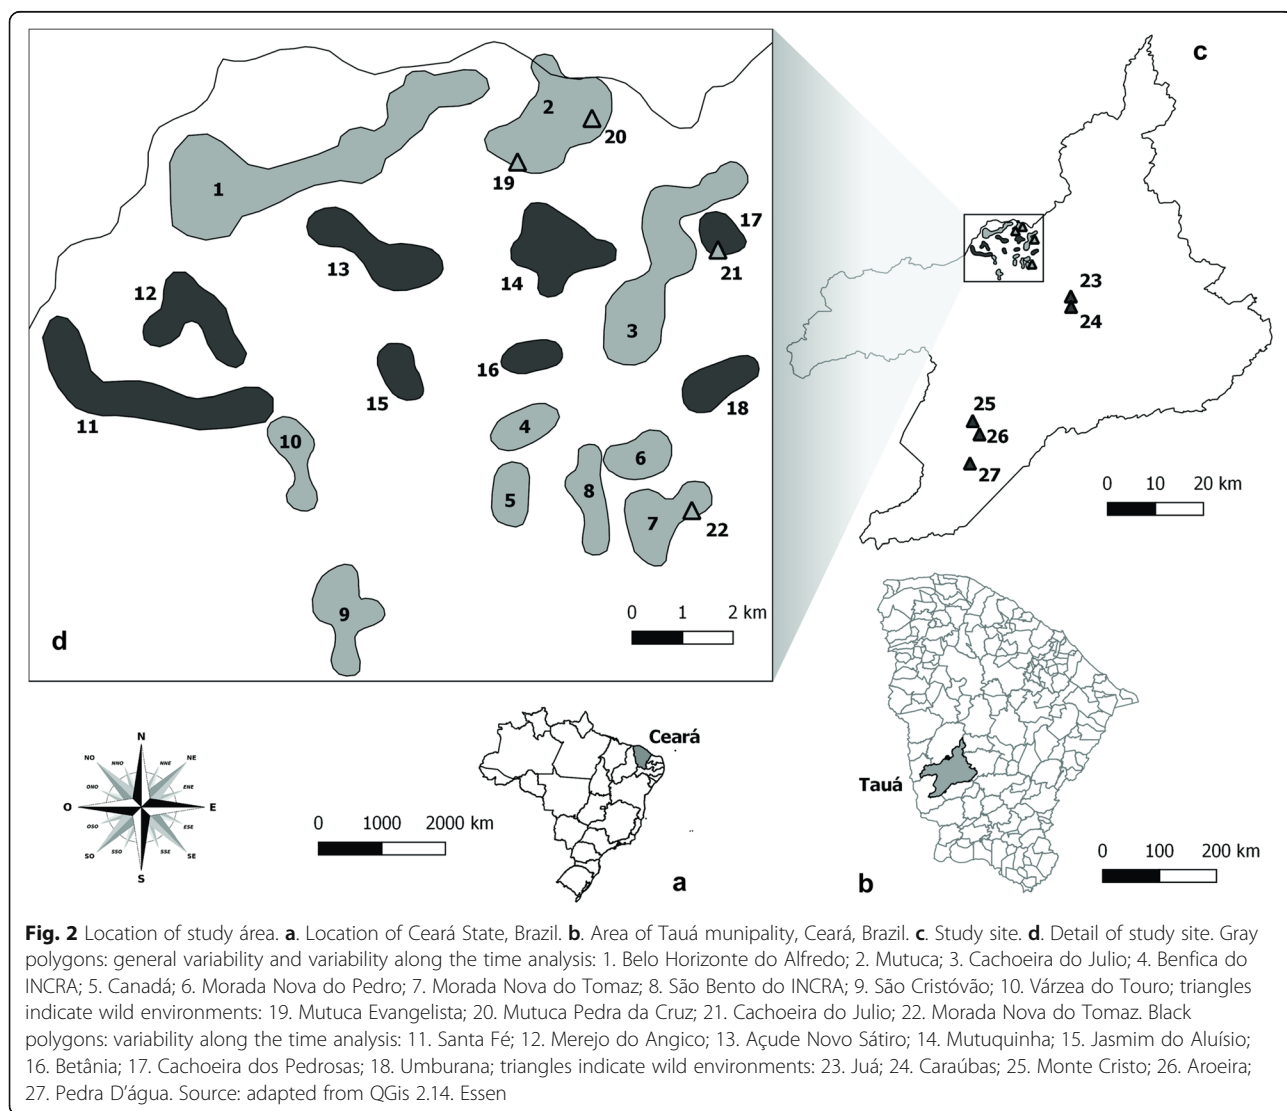 c
2
20
19
1
17
13
14
21
12
3
16
15
18
11
4
10
6
5
8
7
22
9
0 1 2 km
d
23
24
25
26
27
0 10 20 km
N
NO NNO NNE NE
ONO ENE
O E
OSO ESE
SO SSO SSE SE
S
0 1000 2000 km
Ceará
a
Tauá
0 100 200 km
b
Fig. 2 Location of study área. a. Location of Ceará State, Brazil. b. Area of Tauá munipality, Ceará, Brazil. c. Study site. d. Detail of study site. Gray
polygons: general variability and variability along the time analysis: 1. Belo Horizonte do Alfredo; 2. Mutuca; 3. Cachoeira do Julio; 4. Benfica do
INCRA; 5. Canadá; 6. Morada Nova do Pedro; 7. Morada Nova do Tomaz; 8. São Bento do INCRA; 9. São Cristóvão; 10. Várzea do Touro; triangles
indicate wild environments: 19. Mutuca Evangelista; 20. Mutuca Pedra da Cruz; 21. Cachoeira do Julio; 22. Morada Nova do Tomaz. Black
polygons: variability along the time analysis: 11. Santa Fé; 12. Merejo do Angico; 13. Açude Novo Sátiro; 14. Mutuquinha; 15. Jasmim do Aluísio;
16. Betânia; 17. Cachoeira dos Pedrosas; 18. Umburana; triangles indicate wild environments: 23. Juá; 24. Caraúbas; 25. Monte Cristo; 26. Aroeira;
27. Pedra D’água. Source: adapted from QGis 2.14. Essen